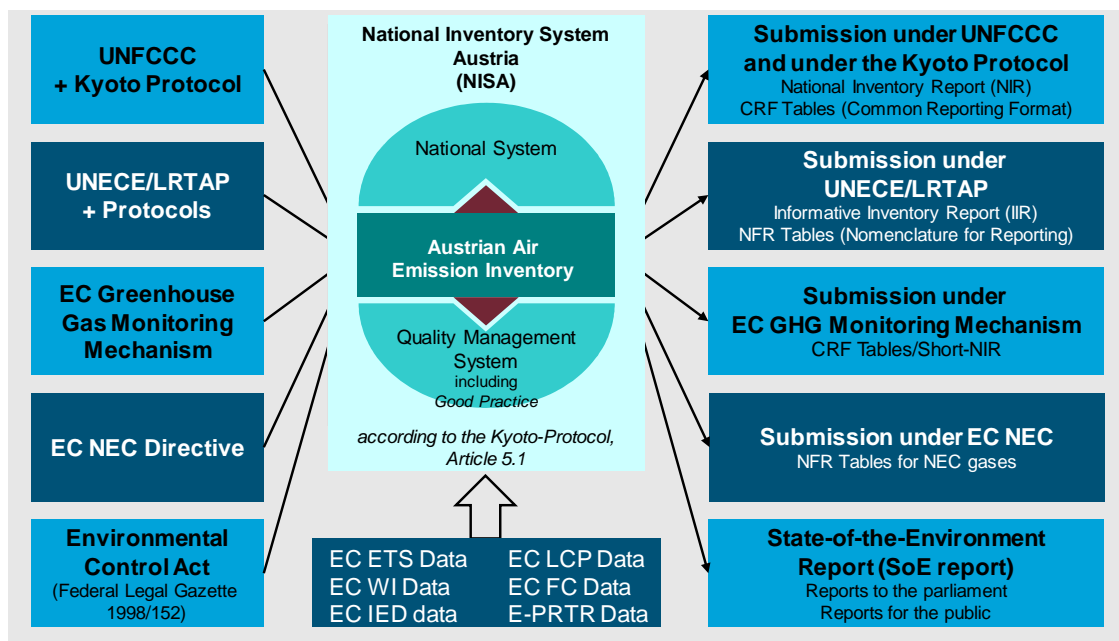 UNFCCC
+ Kyoto Protocol
UNECE/LRTAP
+ Protocols
EC Greenhouse
Gas Monitoring
Mechanism
EC NEC Directive
Environmental
Control Act
(Federal Legal Gazette
1998/152)
National Inventory System
Austria
(NISA)
National System
Austrian Air
Emission Inventory
Quality Management
System
including
Good Practice
according to the Kyoto-Protocol,
Article 5.1
EC ETS Data
EC WI Data
EC IED data
EC LCP Data
EC FC Data
E-PRTR Data
Submission under UNFCCC
and under the Kyoto Protocol
National Inventory Report (NIR)
CRF Tables (Common Reporting Format)
Submission under
UNECE/LRTAP
Informative Inventory Report (IIR)
NFR Tables (Nomenclature for Reporting)
Submission under
EC GHG Monitoring Mechanism
CRF Tables/Short-NIR
Submission under EC NEC
NFR Tables for NEC gases
State-of-the-Environment
Report (SoE report)
Reports to the parliament
Reports for the public